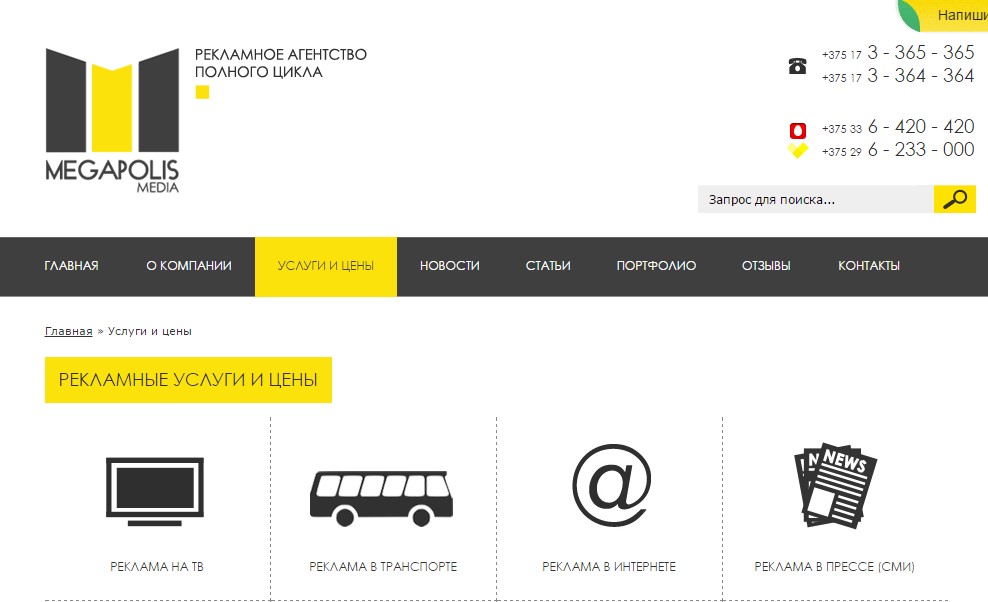 Напиши
РЕКЛАМНОЕ АГЕНТСТВО
ПОЛНОГО ЦИКЛА
MEGAPOLIS
MEDIA
+375 17 3 - 365 - 365
+375 17 3 - 364 - 364
+375 33 6 - 420 - 420
+375 29 6 - 233 - 000
Запрос для поиска...
ГЛАВНАЯ О КОМПАНИИ УСЛУГИ И ЦЕНЫ НОВОСТИ СТАТЬИ ПОРТФОЛИО ОТЗЫВЫ КОНТАКТЫ
Главная » Услуги и цены
РЕКЛАМНЫЕ УСЛУГИ И ЦЕНЫ
@
N NEWS
РЕКЛАМА НА ТВ РЕКЛАМА В ТРАНСПОРТЕ РЕКЛАМА В ИНТЕРНЕТЕ РЕКЛАМА В ПРЕССЕ (СМИ)